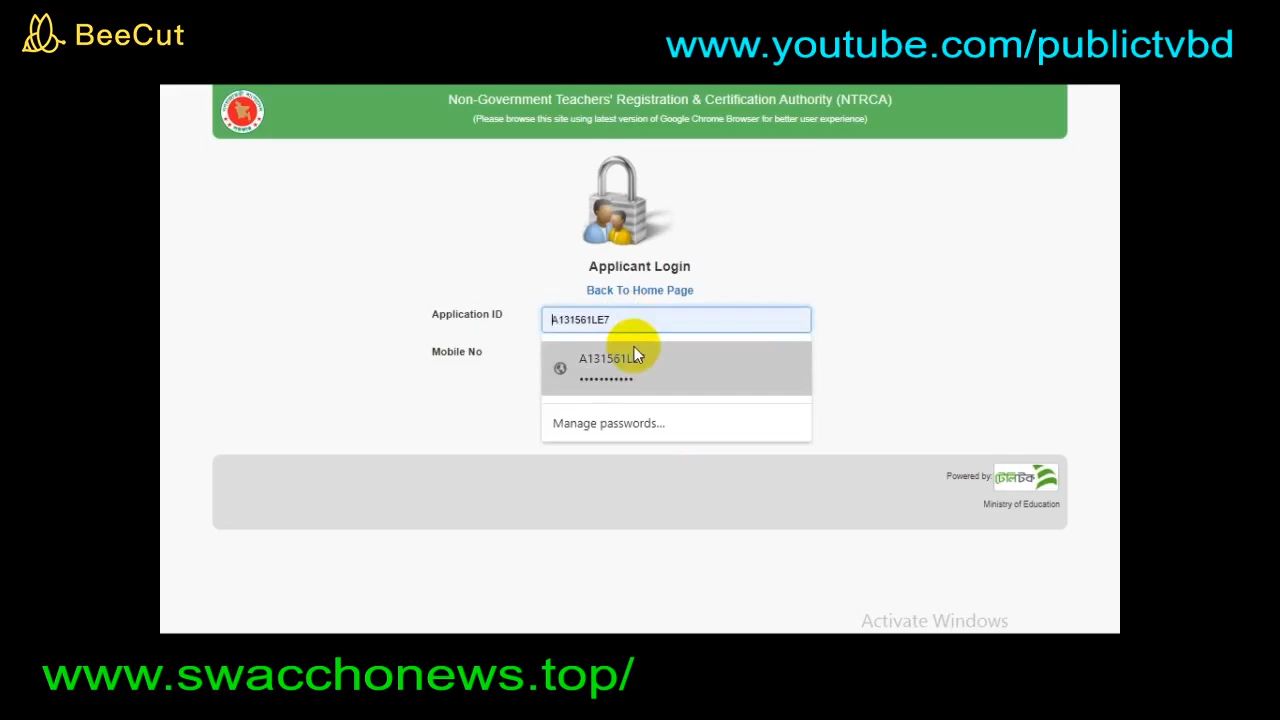 BeeCut
www.youtube.com/publictvbd
Non-Government Teachers' Registration & Certification Authority (NTRCA)
(Please browse this site using latest version of Google Chrome Browser for better user experience)
Applicant Login
Back To Home Page
Application ID
A131561LE7
Mobile No
A131561LE7
•••••••••••
Manage passwords...
Powered by: টেলিটক
Ministry of Education
Activate Windows
www.swacchonews.top/